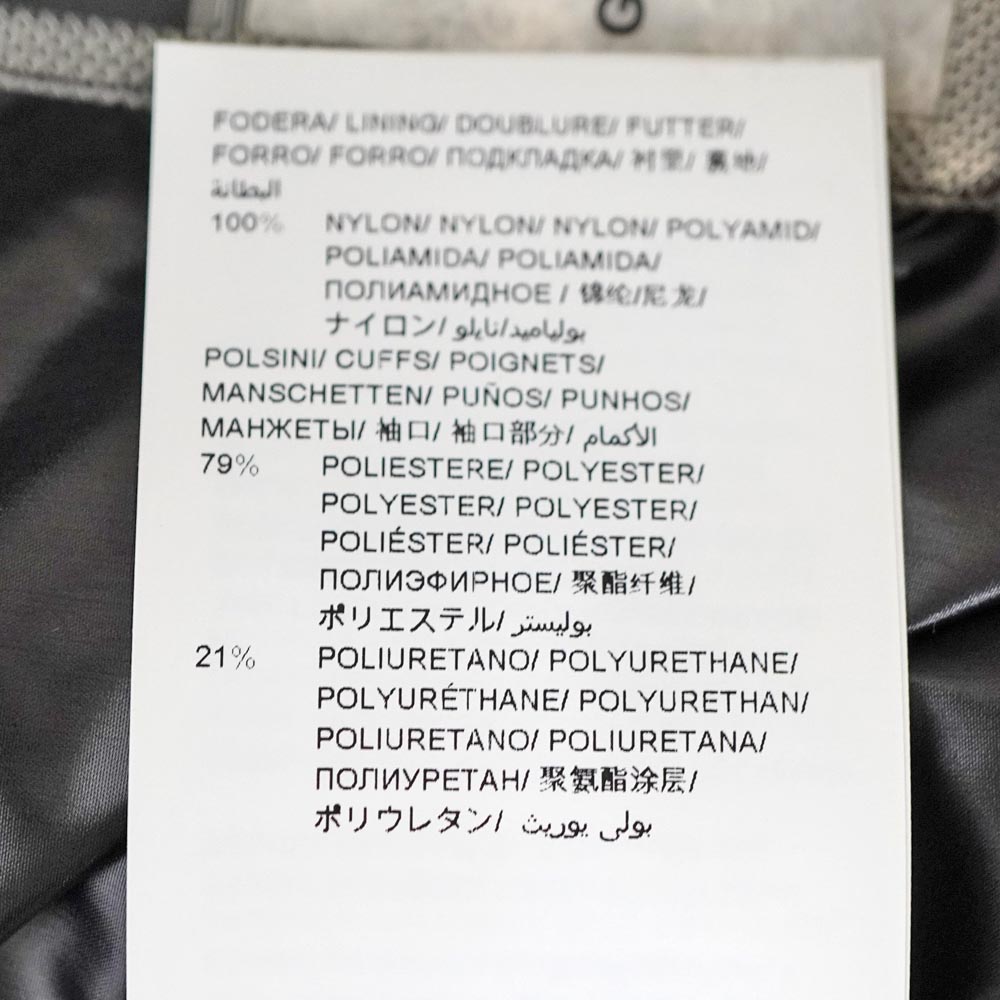 G
FODERA/ LINING/ DOUBLURE/ FUTTER/
FORRO/ FORRO/ ПОДКЛАДКА/ 衬里/ 裏地/
البطانة
100% NYLON/ NYLON/ NYLON/ POLYAMID/
POLIAMIDA/ POLIAMIDA/
ПОЛИАМИДНОЕ / 锦纶/尼龙/
ナイロン/ بولياميد/نايلو
POLSINI/ CUFFS/ POIGNETS/
MANSCHETTEN/ PUÑOS/ PUNHOS/
МАНЖЕТЫ/ 袖口/ 袖口部分/ الأكمام
79% POLIESTERE/ POLYESTER/
POLYESTER/ POLYESTER/
POLIÉSTER/ POLIÉSTER/
ПОЛИЭФИРНОЕ/ 聚酯纤维/
ポリエステル/ بوليستر
21% POLIURETANO/ POLYURETHANE/
POLYURÉTHANE/ POLYURETHAN/
POLIURETANO/ POLIURETANA/
ПОЛИУРЕТАН/ 聚氨酯涂层/
ポリウレタン/ بولى يوريث